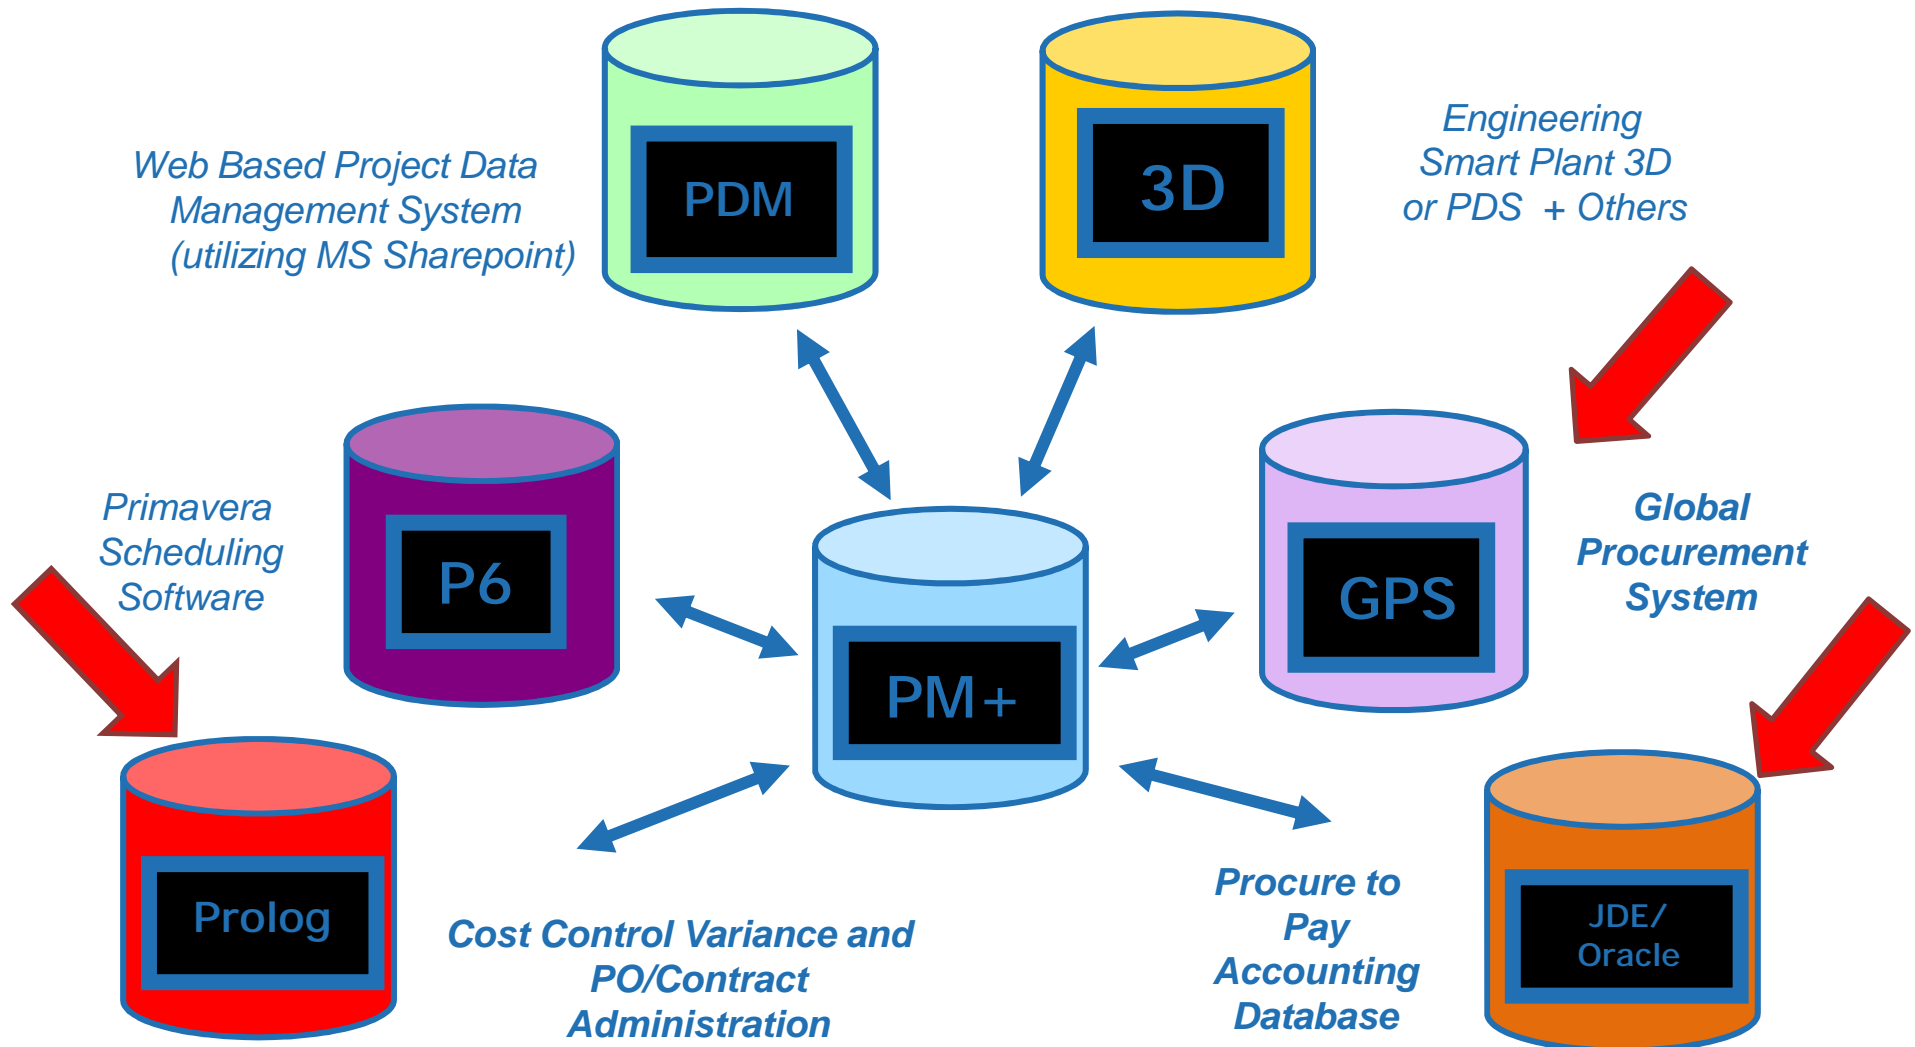 PDM
3D
Web Based Project Data
Management System
(utilizing MS Sharepoint)
Engineering
Smart Plant 3D
or PDS + Others
Primavera
Scheduling
Software
P6
PM+
GPS
Global
Procurement
System
Prolog
Cost Control Variance and
PO/Contract
Administration
Procure to
Pay
Accounting
Database
JDE/
Oracle